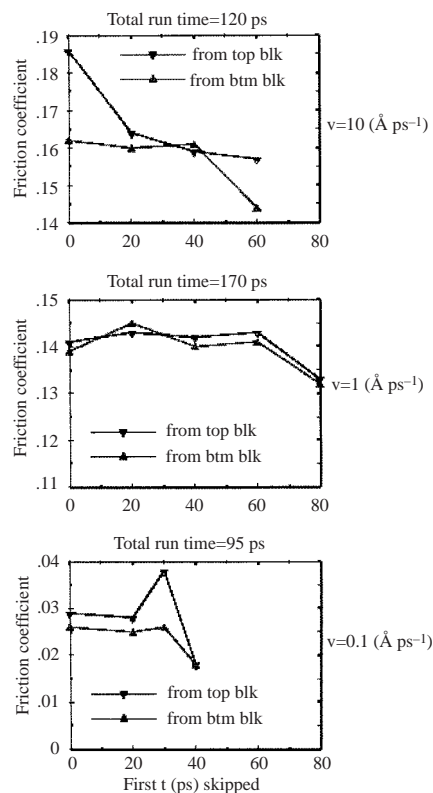 Total run time=120 ps
.19
.18
.17
.16
.15
.14
Friction coefficient
from top blk
from btm blk
v=10 (Å ps⁻¹)
0 20 40 60 80
Total run time=170 ps
.15
.14
.13
.12
.11
Friction coefficient
from top blk
from btm blk
v=1 (Å ps⁻¹)
0 20 40 60 80
Total run time=95 ps
.04
.03
.02
.01
0
Friction coefficient
from top blk
from btm blk
v=0.1 (Å ps⁻¹)
0 20 40 60 80
First t (ps) skipped